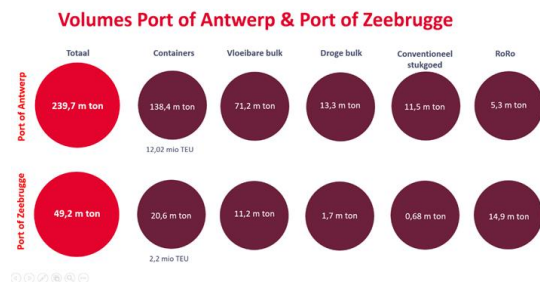 Volumes Port of Antwerp & Port of Zeebrugge
Totaal
Containers
Vloeibare bulk
Droge bulk
Conventioneel
stukgoed
RoRo
Port of Antwerp
239,7 m ton
138,4 m ton
71,2 m ton
13,3 m ton
11,5 m ton
5,3 m ton
12,02 mio TEU
Port of Zeebrugge
49,2 m ton
20,6 m ton
11,2 m ton
1,7 m ton
0,68 m ton
14,9 m ton
2,2 mio TEU